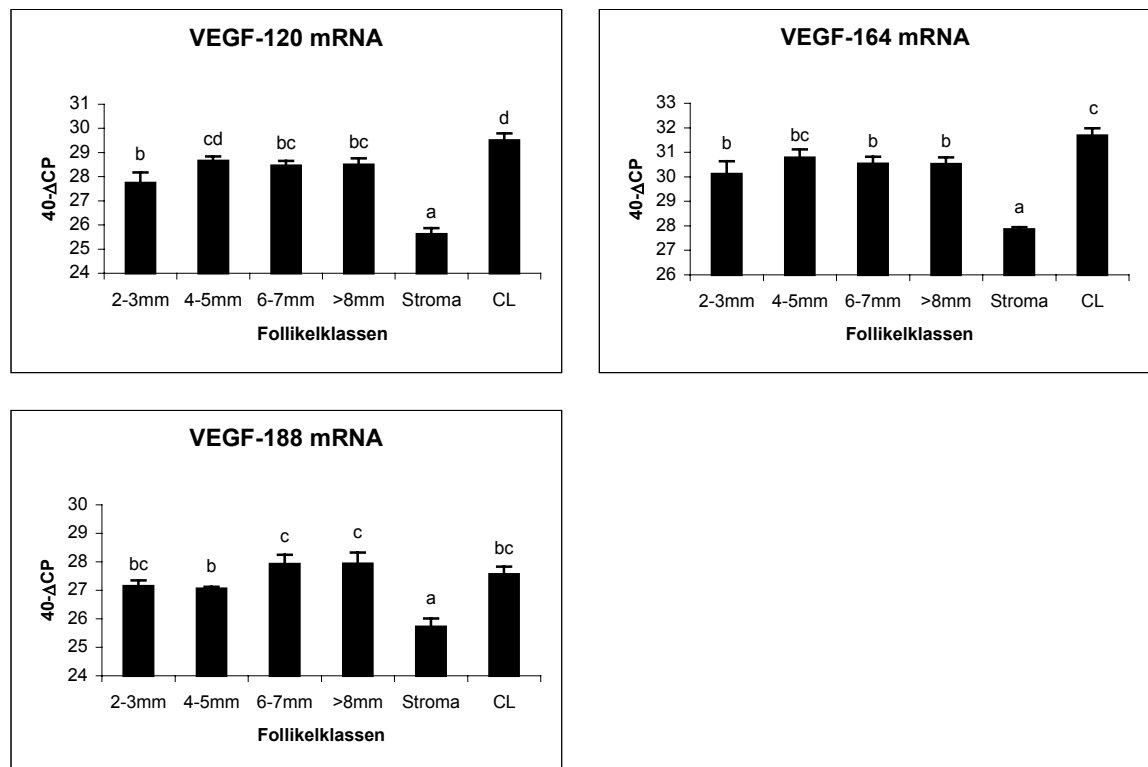 VEGF-120 mRNA
31
30
29
28
27
26
25
24
40-ΔCP
b
cd
bc
bc
a
d
2-3mm 4-5mm 6-7mm >8mm Stroma CL
Follikelklassen
VEGF-164 mRNA
33
32
31
30
29
28
27
26
40-ΔCP
b
bc
b
b
a
c
2-3mm 4-5mm 6-7mm >8mm Stroma CL
Follikelklassen
VEGF-188 mRNA
30
29
28
27
26
25
24
40-ΔCP
bc
b
c
c
a
bc
2-3mm 4-5mm 6-7mm >8mm Stroma CL
Follikelklassen